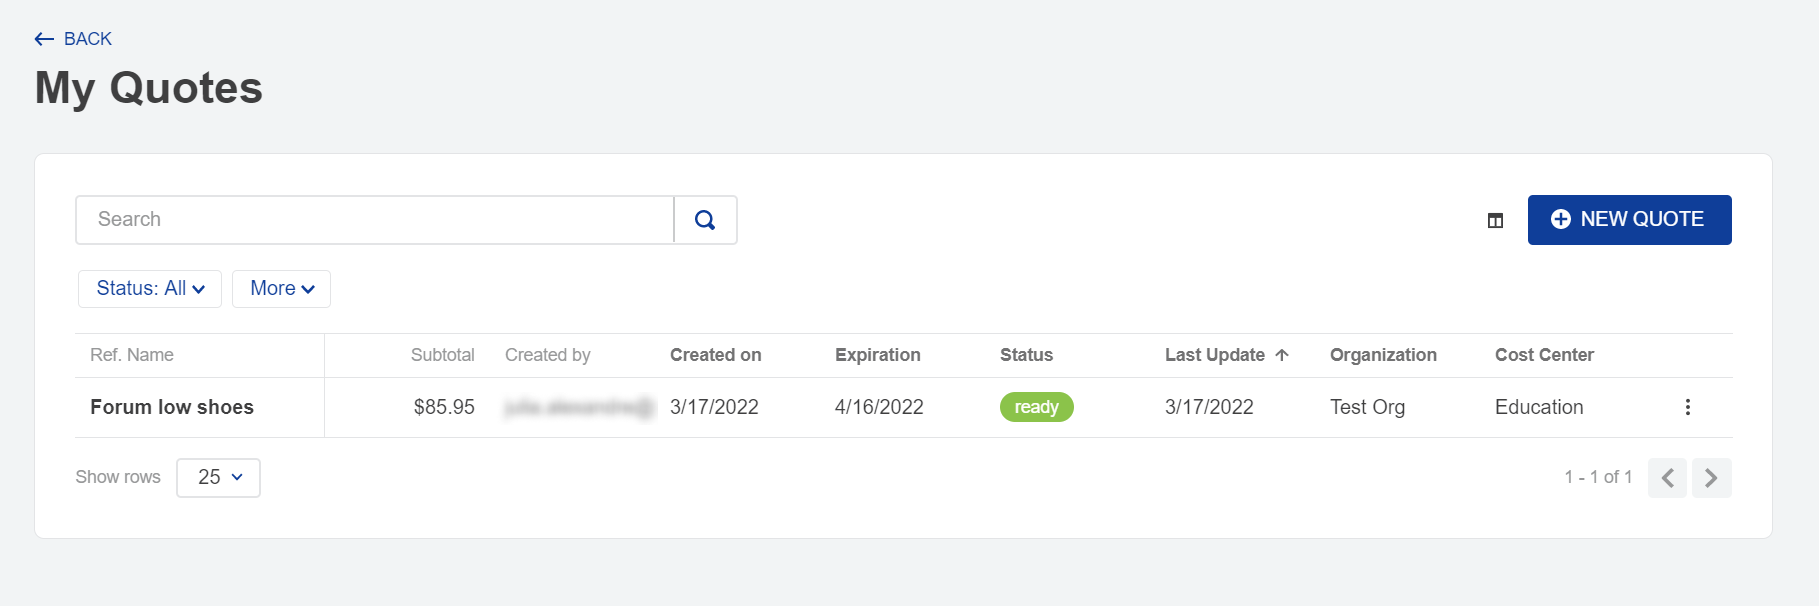 BACK
My Quotes
Search
NEW QUOTE
Status: All
More
Ref. Name Subtotal Created by Created on Expiration Status Last Update Organization Cost Center
Forum low shoes $85.95 3/17/2022 4/16/2022 ready 3/17/2022 Test Org Education
Show rows 25 1 - 1 of 1